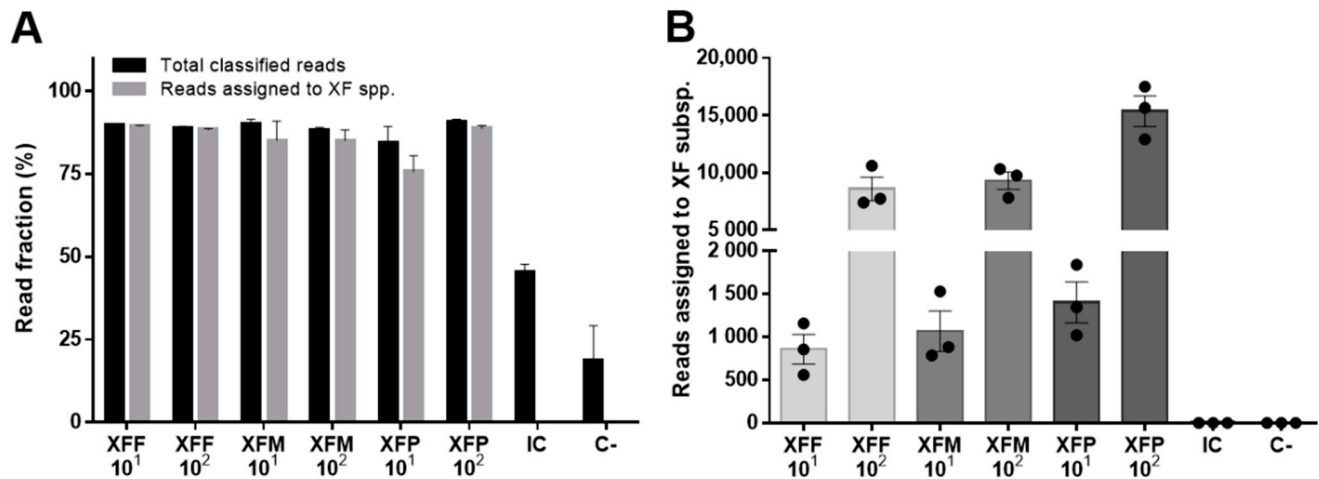 A
Total classified reads
Reads assigned to XF spp.
Read fraction (%)
100
75
50
25
0
XFF XFF XFM XFM XFP XFP IC C-
10¹ 10² 10¹ 10² 10¹ 10²
B
Reads assigned to XF subsp.
20,000
15,000
10,000
5 000
2 000
1 500
1 000
500
0
XFF XFF XFM XFM XFP XFP IC C-
10¹ 10² 10¹ 10² 10¹ 10²